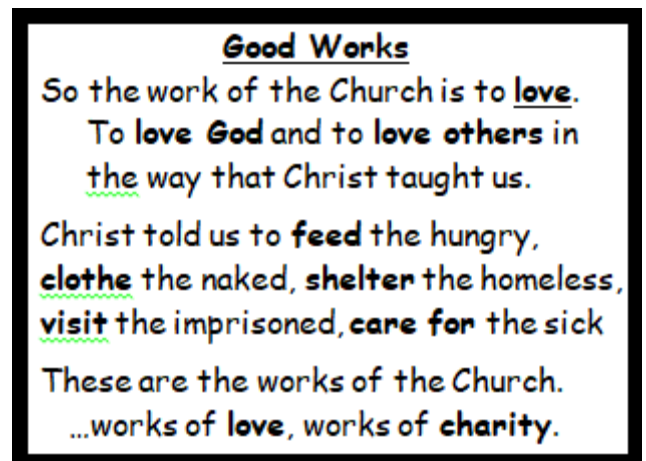 Good Works
So the work of the Church is to love.
To love God and to love others in
the way that Christ taught us.
Christ told us to feed the hungry,
clothe the naked, shelter the homeless,
visit the imprisoned, care for the sick
These are the works of the Church.
...works of love, works of charity.